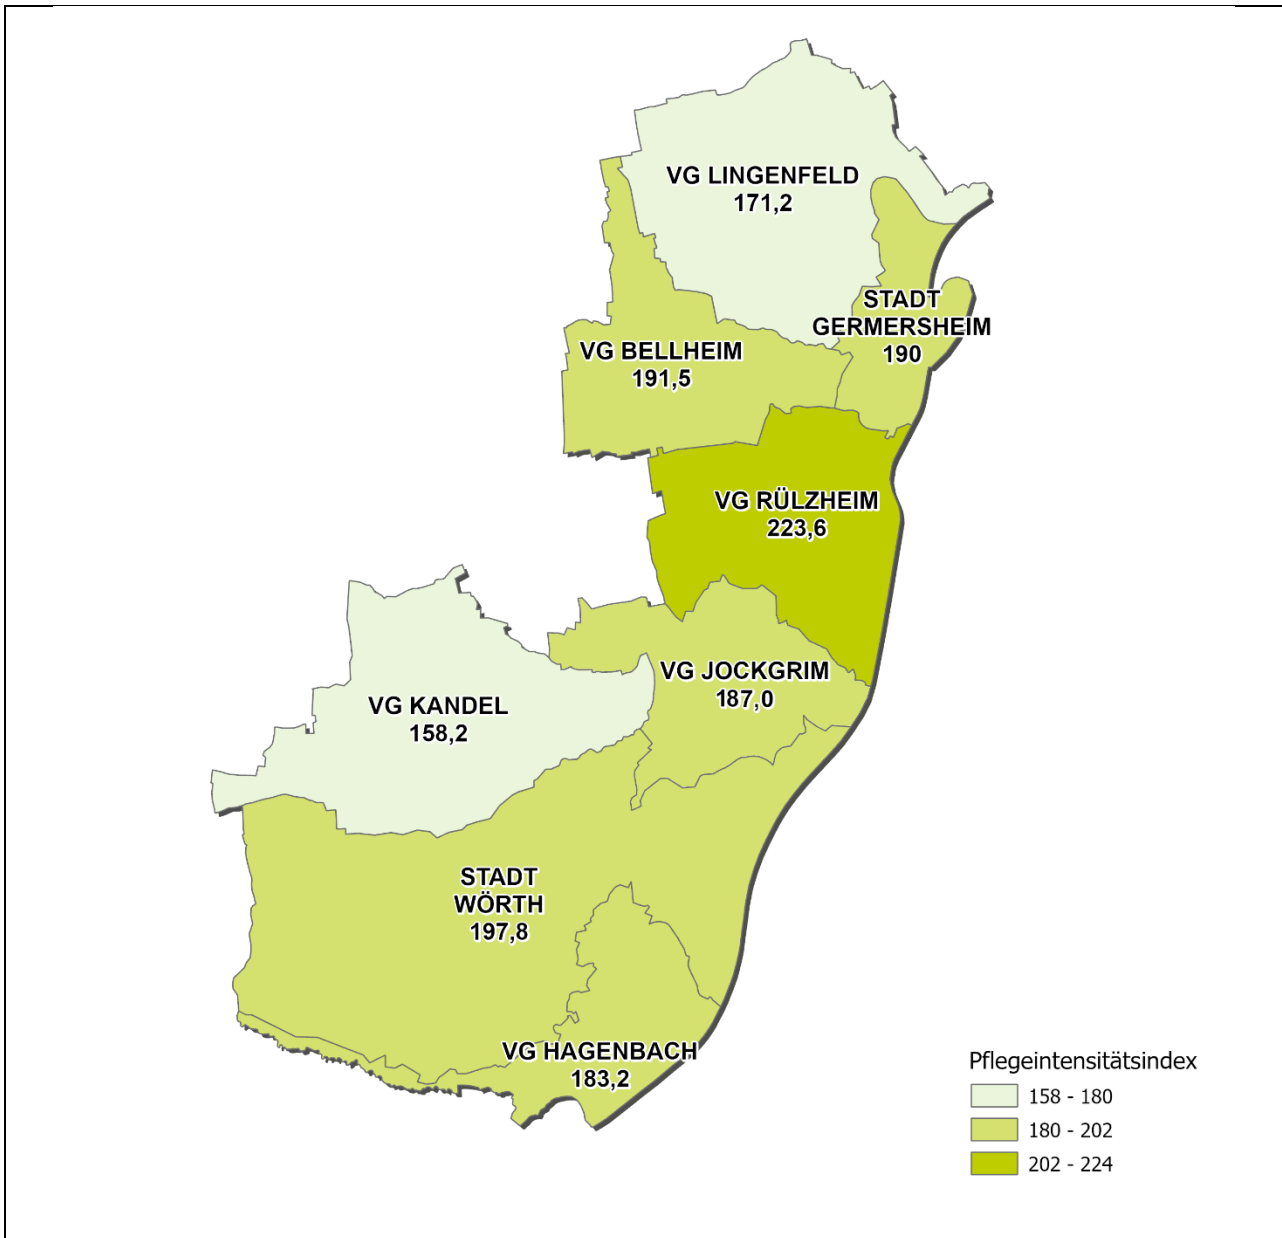 VG LINGENFELD
171,2
STADT
GERMERSHEIM
190
VG BELLHEIM
191,5
VG RÜLZHEIM
223,6
VG JOCKGRIM
187,0
VG KANDEL
158,2
STADT
WÖRTH
197,8
VG HAGENBACH
183,2
Pflegeintensitätsindex
158 - 180
180 - 202
202 - 224